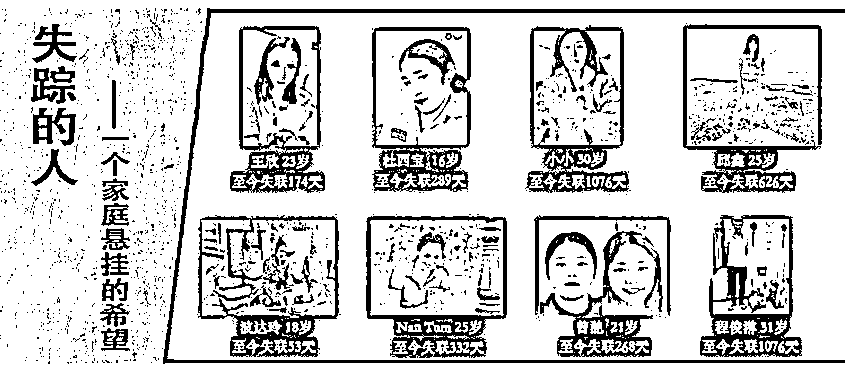 失踪的人
——一个家庭悬挂的希望
王欣 23岁
至今失联174天
杜西宝 16岁
至今失联289天
小小 30岁
至今失联1076天
邱鑫 25岁
至今失联626天
波达玲 18岁
至今失联53天
Nan Tun 25岁
至今失联332天
曾融 21岁
至今失联268天
程俊清 31岁
至今失联1076天